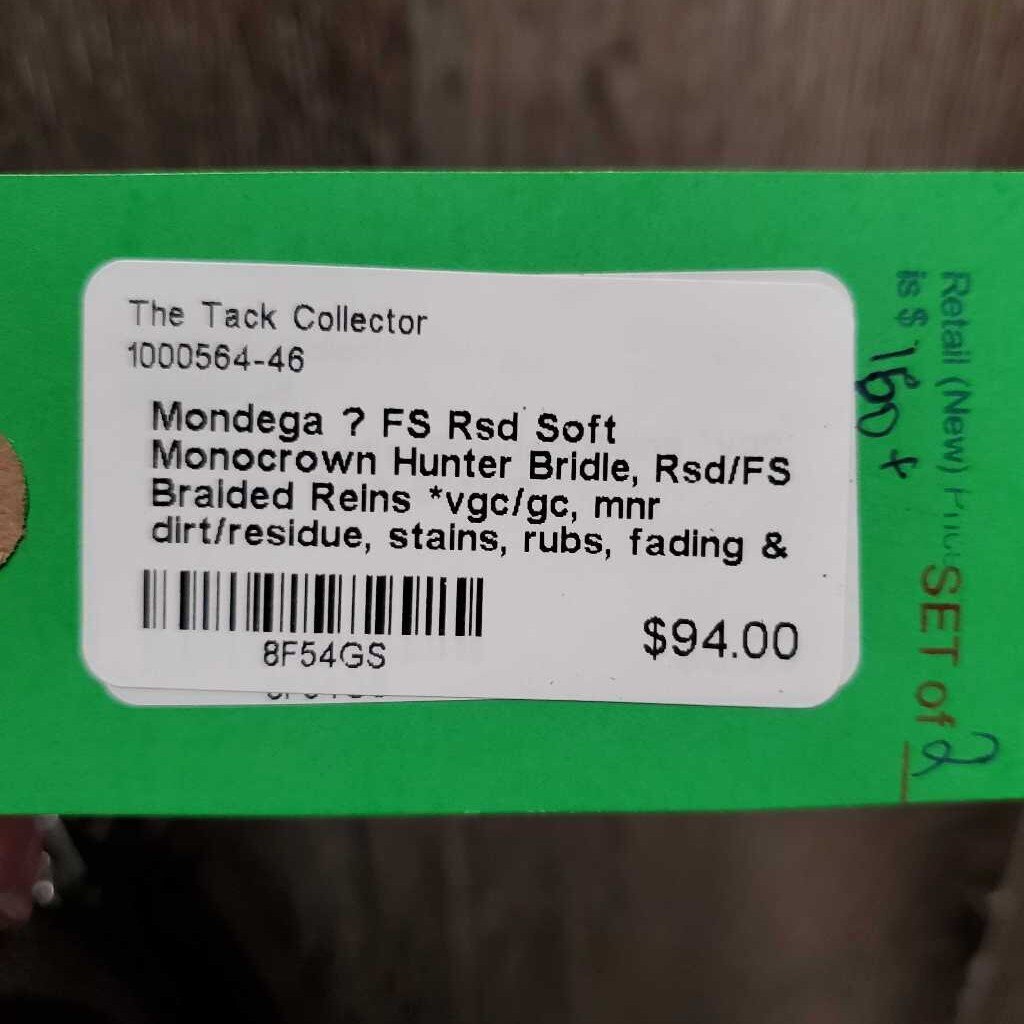 The Tack Collector
1000564-46
Mondega ? FS Rsd Soft
Monocrown Hunter Bridle, Rsd/FS
Braided Reins *vgc/gc, mnr
dirt/residue, stains, rubs, fading &
8F54GS
$94.00
Retail (New)
is $ 160 +
SET of 2